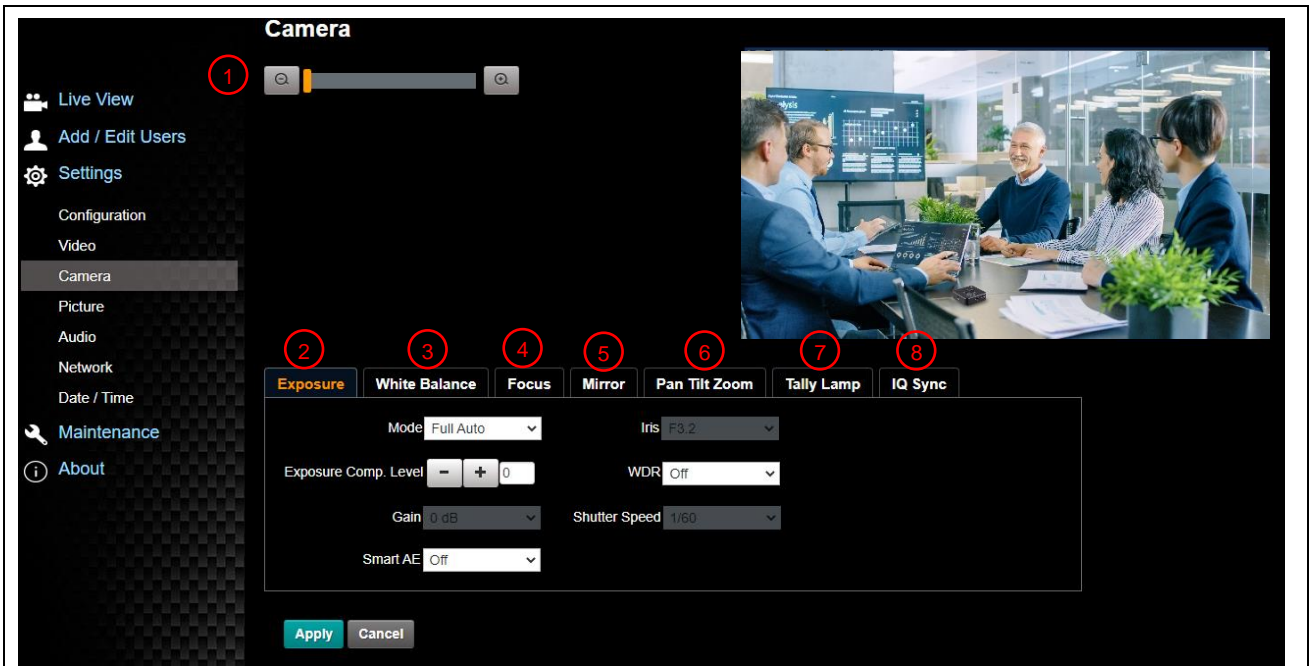 Camera
1
Live View
Add / Edit Users
Settings
Configuration
Video
Camera
Picture
Audio
Network
Date / Time
Maintenance
About
2 3 4 5 6 7 8
Exposure White Balance Focus Mirror Pan Tilt Zoom Tally Lamp IQ Sync
Mode Full Auto Iris F3.2
Exposure Comp. Level - + 0 WDR Off
Gain 0 dB Shutter Speed 1/60
Smart AE Off
Apply Cancel